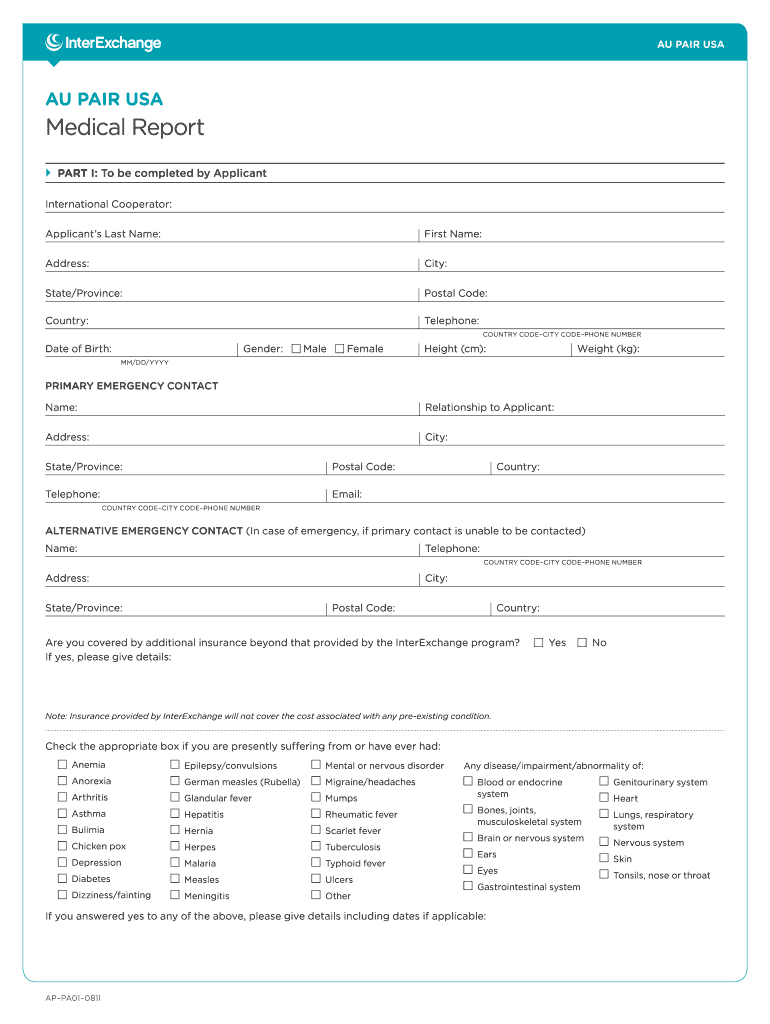 InterExchange AU PAIR USA
AU PAIR USA
Medical Report
PART I: To be completed by Applicant
International Cooperator:
Applicant's Last Name: First Name:
Address: City:
State/Province: Postal Code:
Country: Telephone:
COUNTRY CODE–CITY CODE–PHONE NUMBER
Date of Birth: Gender: Male Female Height (cm): Weight (kg):
MM/DD/YYYY
PRIMARY EMERGENCY CONTACT
Name: Relationship to Applicant:
Address: City:
State/Province: Postal Code: Country:
Telephone: Email:
COUNTRY CODE–CITY CODE–PHONE NUMBER
ALTERNATIVE EMERGENCY CONTACT (In case of emergency, if primary contact is unable to be contacted)
Name: Telephone:
COUNTRY CODE–CITY CODE–PHONE NUMBER
Address: City:
State/Province: Postal Code: Country:
Are you covered by additional insurance beyond that provided by the InterExchange program? Yes No
If yes, please give details:
Note: Insurance provided by InterExchange will not cover the cost associated with any pre-existing condition.
Check the appropriate box if you are presently suffering from or have ever had:
Anemia
Anorexia
Arthritis
Asthma
Bulimia
Chicken pox
Depression
Diabetes
Dizziness/fainting
Epilepsy/convulsions
German measles (Rubella)
Glandular fever
Hepatitis
Hernia
Herpes
Malaria
Measles
Meningitis
Mental or nervous disorder
Migraine/headaches
Mumps
Rheumatic fever
Scarlet fever
Tuberculosis
Typhoid fever
Ulcers
Other
Any disease/impairment/abnormality of:
Blood or endocrine
system
Bones, joints,
musculoskeletal system
Brain or nervous system
Ears
Eyes
Gastrointestinal system
Genitourinary system
Heart
Lungs, respiratory
system
Nervous system
Skin
Tonsils, nose or throat
If you answered yes to any of the above, please give details including dates if applicable:
AP–PA01–0811